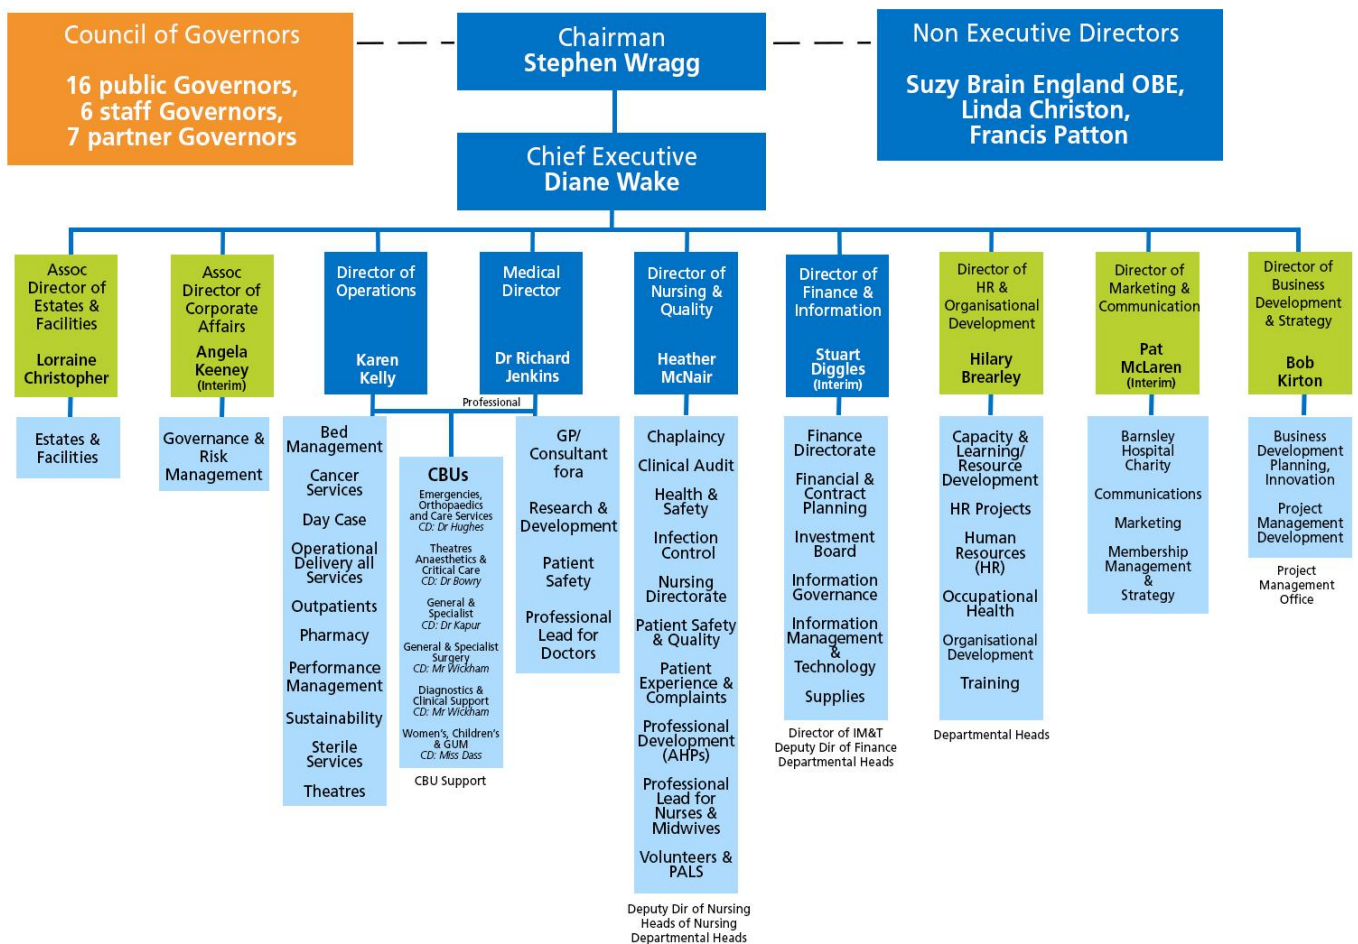 Council of Governors
16 public Governors,
6 staff Governors,
7 partner Governors
Chairman
Stephen Wragg
Non Executive Directors
Suzy Brain England OBE,
Linda Christon,
Francis Patton
Chief Executive
Diane Wake
Assoc
Director of
Estates &
Facilities
Lorraine
Christopher
Assoc
Director of
Corporate
Affairs
Angela
Keeney
(Interim)
Director of
Operations
Karen
Kelly
Medical
Director
Dr Richard
Jenkins
Director of
Nursing &
Quality
Heather
McNair
Director of
Finance &
Information
Stuart
Diggles
(Interim)
Director of
HR &
Organisational
Development
Hilary
Brearley
Director of
Marketing &
Communication
Pat
McLaren
(Interim)
Director of
Business
Development
& Strategy
Bob
Kirton
Professional
Estates &
Facilities
Governance &
Risk
Management
Bed
Management
Cancer
Services
Day Case
Operational
Delivery all
Services
Outpatients
Pharmacy
Performance
Management
Sustainability
Sterile
Services
Theatres
CBUs
Emergencies,
Orthopaedics
and Care Services
CD: Dr Hughes
Theatres
Anaesthetics &
Critical Care
CD: Dr Bowry
General &
Specialist
CD: Dr Kapur
General & Specialist
Surgery
CD: Mr Wickham
Diagnostics &
Clinical Support
CD: Mr Wickham
Women's, Children's
& GUM
CD: Miss Dass
CBU Support
GP/
Consultant
fora
Research &
Development
Patient
Safety
Professional
Lead for
Doctors
Chaplaincy
Clinical Audit
Health &
Safety
Infection
Control
Nursing
Directorate
Patient Safety
& Quality
Patient
Experience &
Complaints
Professional
Development
(AHPs)
Professional
Lead for
Nurses &
Midwives
Volunteers &
PALS
Deputy Dir of Nursing
Heads of Nursing
Departmental Heads
Finance
Directorate
Financial &
Contract
Planning
Investment
Board
Information
Governance
Information
Management
&
Technology
Supplies
Director of IM&T
Deputy Dir of Finance
Departmental Heads
Capacity &
Learning/
Resource
Development
HR Projects
Human
Resources
(HR)
Occupational
Health
Organisational
Development
Training
Departmental Heads
Barnsley
Hospital
Charity
Communications
Marketing
Membership
Management
&
Strategy
Business
Development
Planning,
Innovation
Project
Management
Development
Project
Management
Office